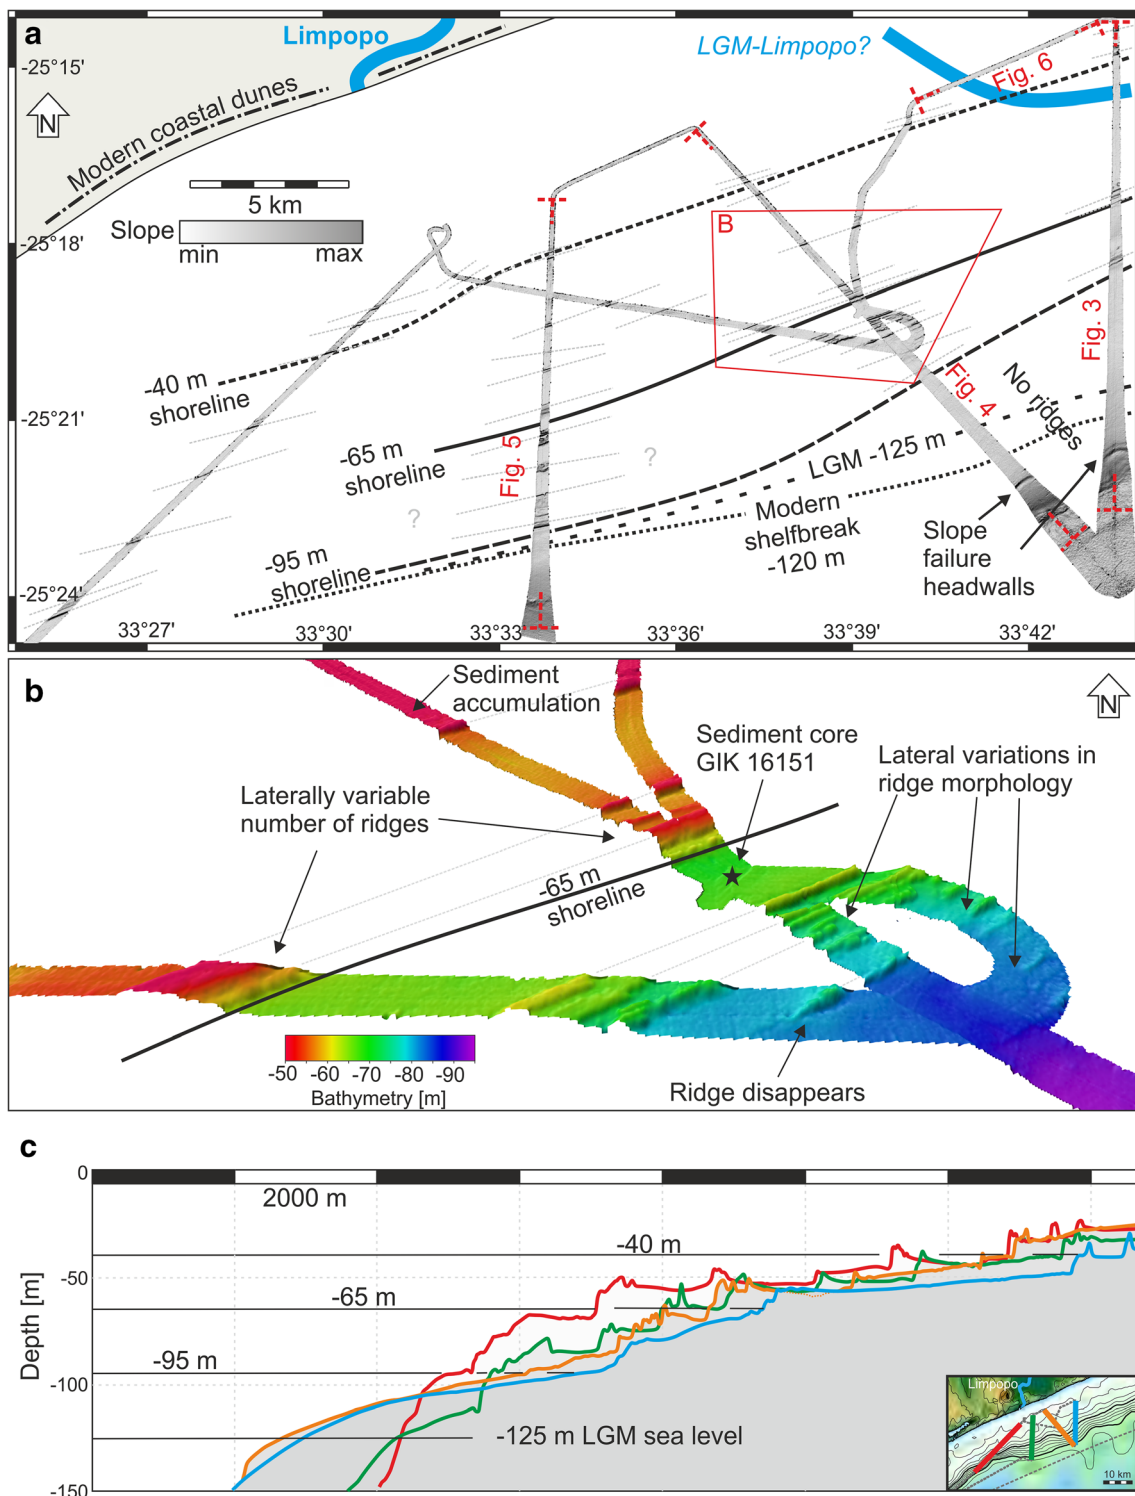 a
Limpopo
LGM-Limpopo?
-25°15'
N
Modern coastal dunes
5 km
Slope
min max
-25°18'
Fig. 6
B
Fig. 3
-40 m
shoreline
-25°21'
-65 m
shoreline
Fig. 5
?
?
Fig. 4
No ridges
LGM -125 m
Modern
shelfbreak
-120 m
Slope
failure
headwalls
-95 m
shoreline
-25°24'
33°27' 33°30' 33°33' 33°36' 33°39' 33°42'
b
Sediment
accumulation
N
Sediment core
GIK 16151
Lateral variations in
ridge morphology
Laterally variable
number of ridges
-65 m
shoreline
-50 -60 -70 -80 -90
Bathymetry [m]
Ridge disappears
c
0
2000 m
-40 m
-50
-65 m
Depth [m]
-95 m
-100
-125 m LGM sea level
-150
Limpopo
10 km